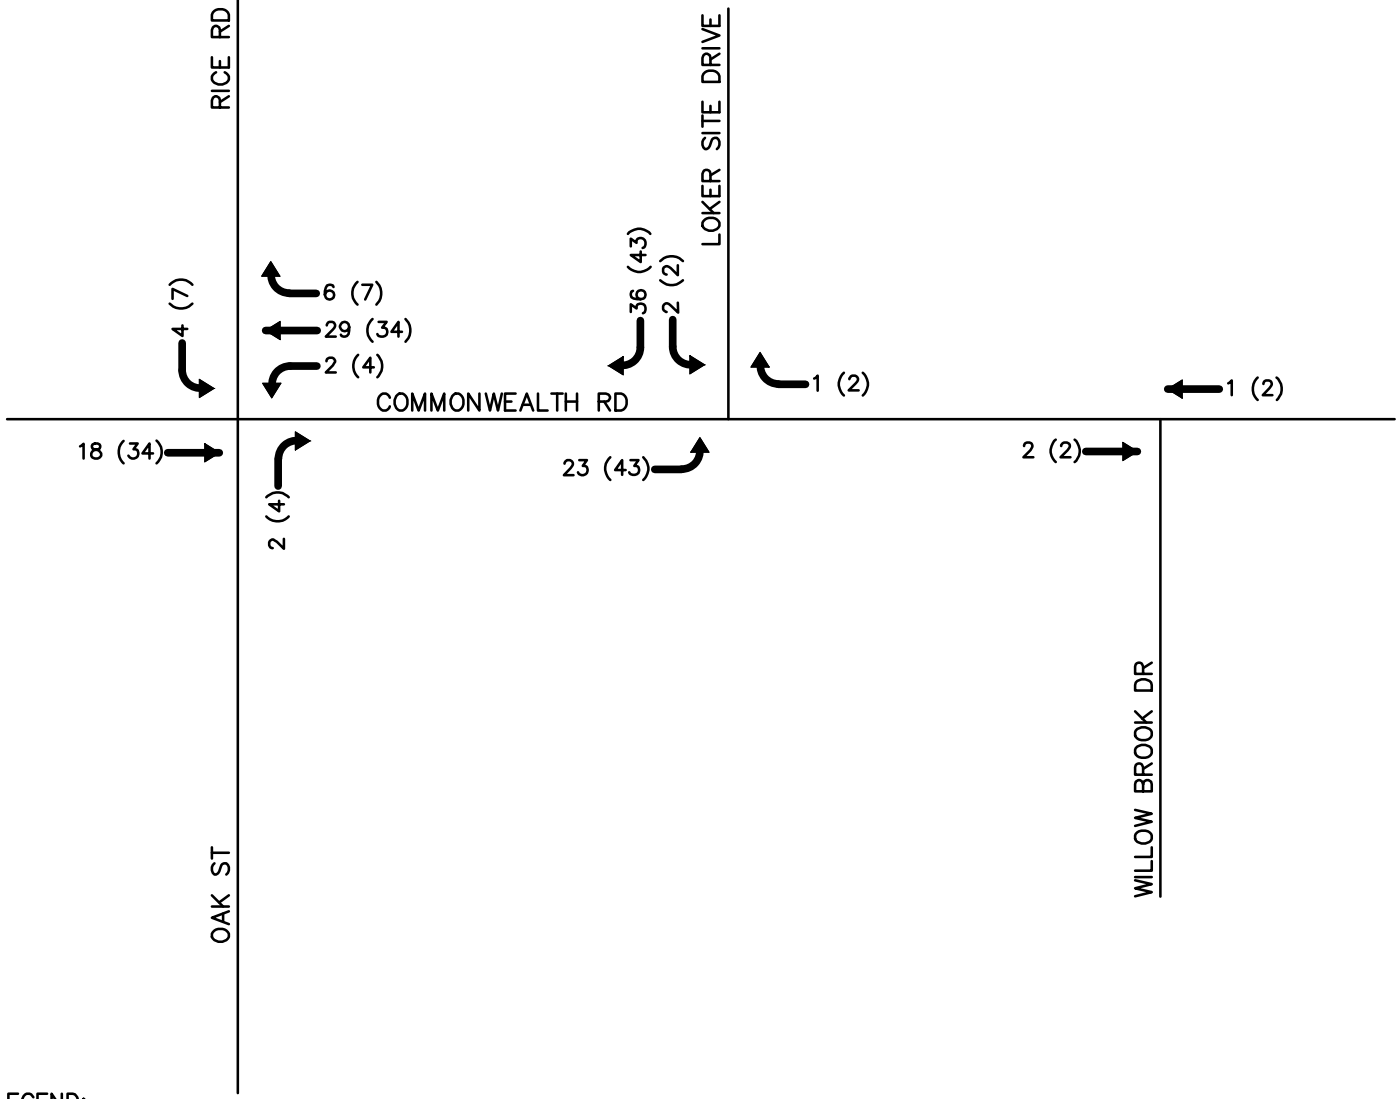 RICE RD
LOKER SITE DRIVE
4 (7)
6 (7)
29 (34)
2 (4)
36 (43)
2 (2)
1 (2)
1 (2)
COMMONWEALTH RD
18 (34)
2 (4)
23 (43)
2 (2)
WILLOW BROOK DR
OAK ST